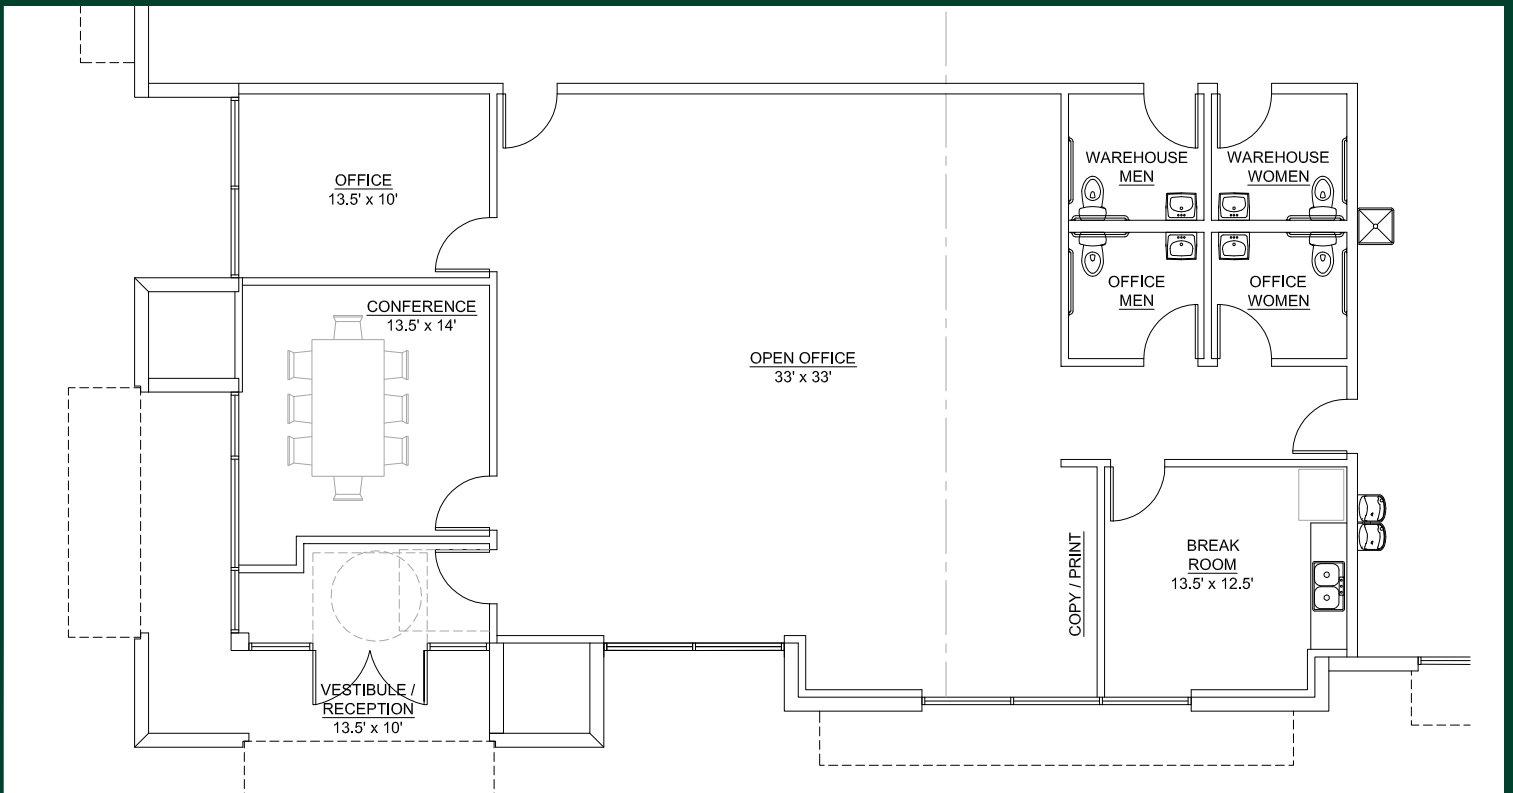 WAREHOUSE
MEN
WAREHOUSE
WOMEN
OFFICE
13.5' x 10'
OFFICE
MEN
OFFICE
WOMEN
CONFERENCE
13.5' x 14'
OPEN OFFICE
33' x 33'
COPY / PRINT
BREAK
ROOM
13.5' x 12.5'
VESTIBULE /
RECEPTION
13.5' x 10'